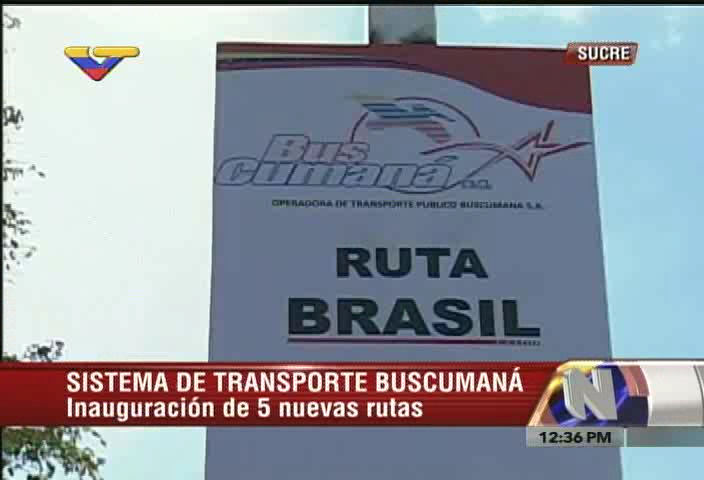 SUCRE
Bus
Cumaná S.A.
OPERADORA DE TRANSPORTE PUBLICO BUSCUMANA S.A.
RUTA
BRASIL
SISTEMA DE TRANSPORTE BUSCUMANÁ
Inauguración de 5 nuevas rutas
N
12:36 PM